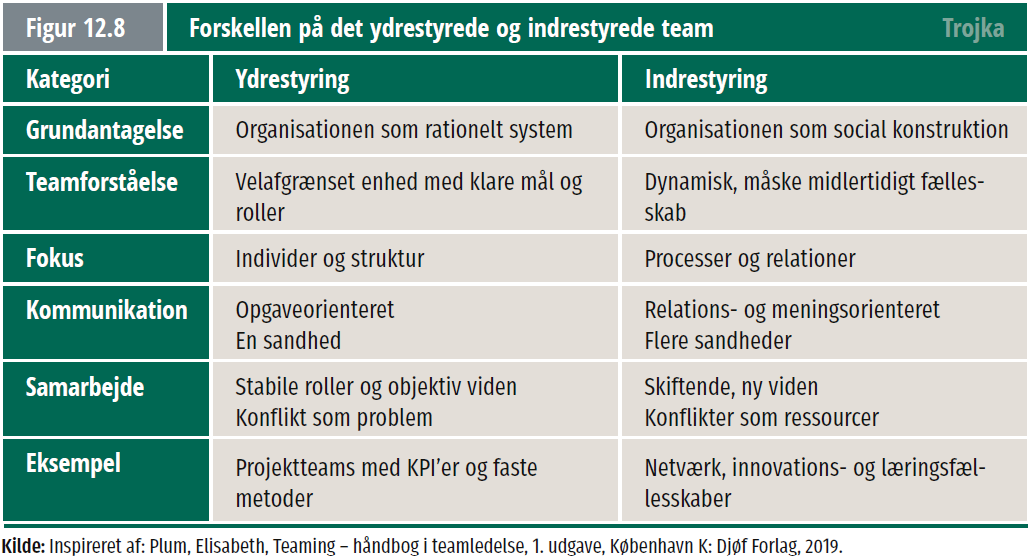 Figur 12.8
Forskellen på det ydrestyrede og indrestyrede team
Trojka
Kategori
Ydrestyring
Indrestyring
Grundantagelse
Organisationen som rationelt system
Organisationen som social konstruktion
Teamforståelse
Velafgrænset enhed med klare mål og
roller
Dynamisk, måske midlertidigt fælles-
skab
Fokus
Individer og struktur
Processer og relationer
Kommunikation
Opgaveorienteret
En sandhed
Relations- og meningsorienteret
Flere sandheder
Samarbejde
Stabile roller og objektiv viden
Konflikt som problem
Skiftende, ny viden
Konflikter som ressourcer
Eksempel
Projektteams med KPI’er og faste
metoder
Netværk, innovations- og læringsfæl-
lesskaber
Kilde: Inspireret af: Plum, Elisabeth, Teaming – håndbog i teamledelse, 1. udgave, København K: Djøf Forlag, 2019.